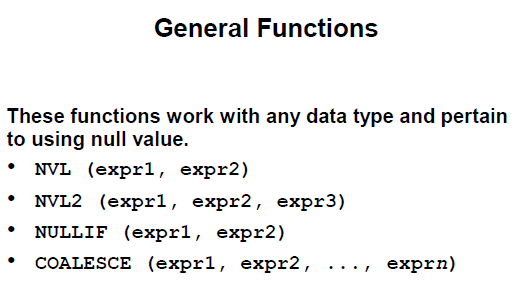 General Functions
These functions work with any data type and pertain
to using null value.
• NVL (expr1, expr2)
• NVL2 (expr1, expr2, expr3)
• NULLIF (expr1, expr2)
• COALESCE (expr1, expr2, ..., exprn)